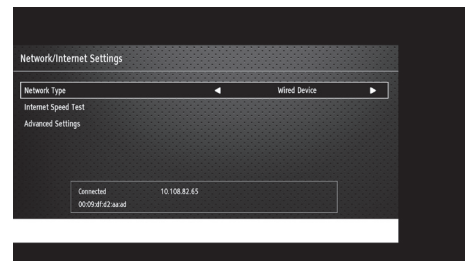 Network/Internet Settings
Network Type Wired Device
Internet Speed Test
Advanced Settings
Connected 10.108.82.65
00:09:df:d2:aa:ad